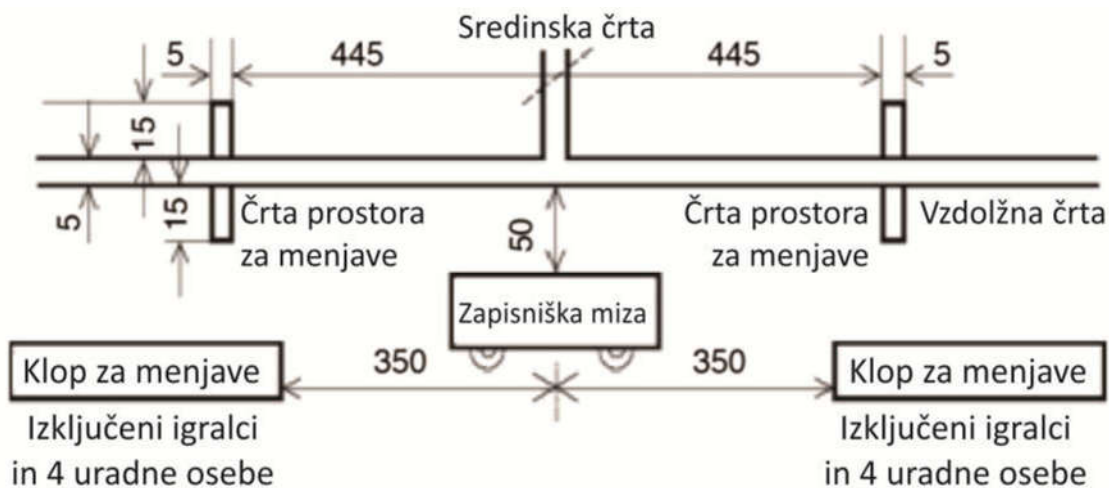 Sredinska črta
5
445
445
5
15
5
15
50
Črta prostora
za menjave
Črta prostora
za menjave
Vzdolžna črta
Zapisniška miza
Klop za menjave
350
350
Klop za menjave
Izključeni igralci
in 4 uradne osebe
Izključeni igralci
in 4 uradne osebe